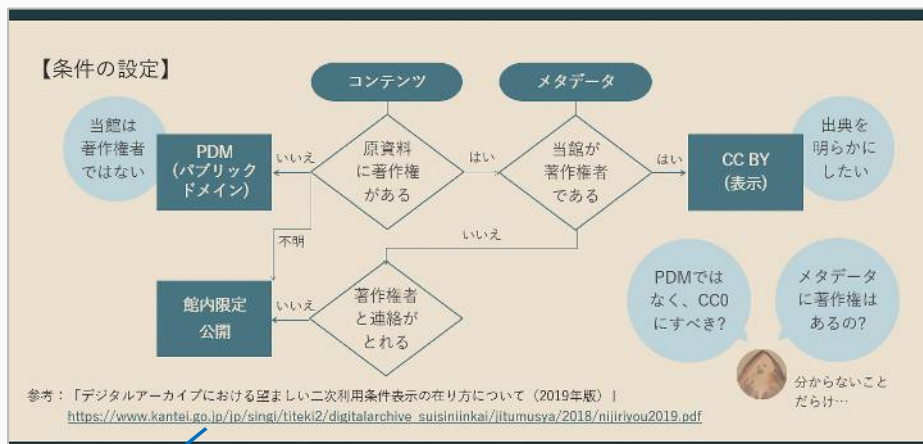 【条件の設定】
コンテンツ
メタデータ
当館は
著作権者
ではない
PDM
(パブリック
ドメイン)
いいえ
原資料
に著作権
がある
はい
当館が
著作権者
である
はい
CC BY
(表示)
出典を
明らかに
したい
不明
いいえ
館内限定
公開
いいえ
著作権者
と連絡が
とれる
PDMでは
なく、CC0
にすべき?
メタデータ
に著作権は
あるの?
分からないこと
だらけ…
参考：「デジタルアーカイブにおける望ましい二次利用条件表示の在り方について（2019年版）」
https://www.kantei.go.jp/jp/singi/titeki2/digitalarchive_suisiniinkai/jitumusya/2018/nijiriyou2019.pdf